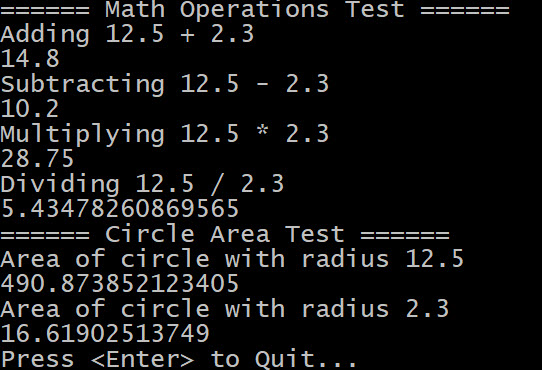 ====== Math Operations Test ======
Adding 12.5 + 2.3
14.8
Subtracting 12.5 - 2.3
10.2
Multiplying 12.5 * 2.3
28.75
Dividing 12.5 / 2.3
5.43478260869565
====== Circle Area Test ======
Area of circle with radius 12.5
490.873852123405
Area of circle with radius 2.3
16.61902513749
Press <Enter> to Quit...